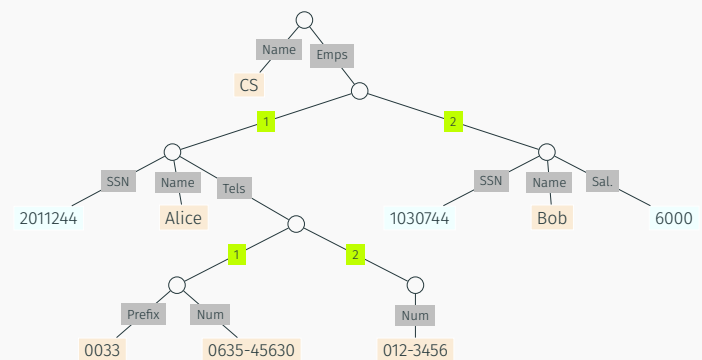 Name Emps
CS
1 2
SSN Name Tels SSN Name Sal.
2011244 Alice 1030744 Bob 6000
1 2
Prefix Num Num
0033 0635-45630 012-3456